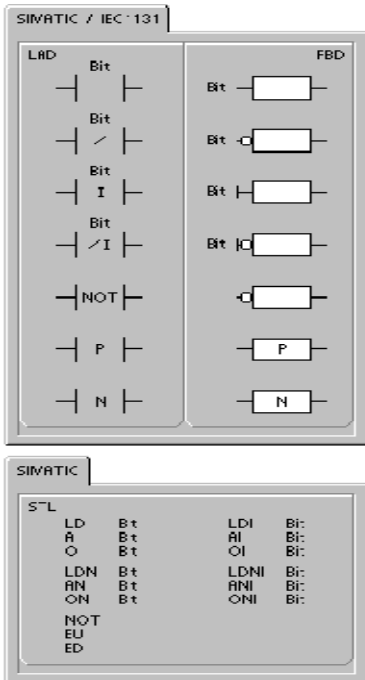 SIMATIC / IEC 1131
LAD FBD
Bit
Bit
Bit
/
Bit
Bit
I
Bit
Bit
/I
Bit
NOT
P P
N N
SIMATIC
STL
LD Bit LDI Bit
A Bit AI Bit
O Bit OI Bit
LDN Bit LDNI Bit
AN Bit ANI Bit
ON Bit ONI Bit
NOT
EU
ED